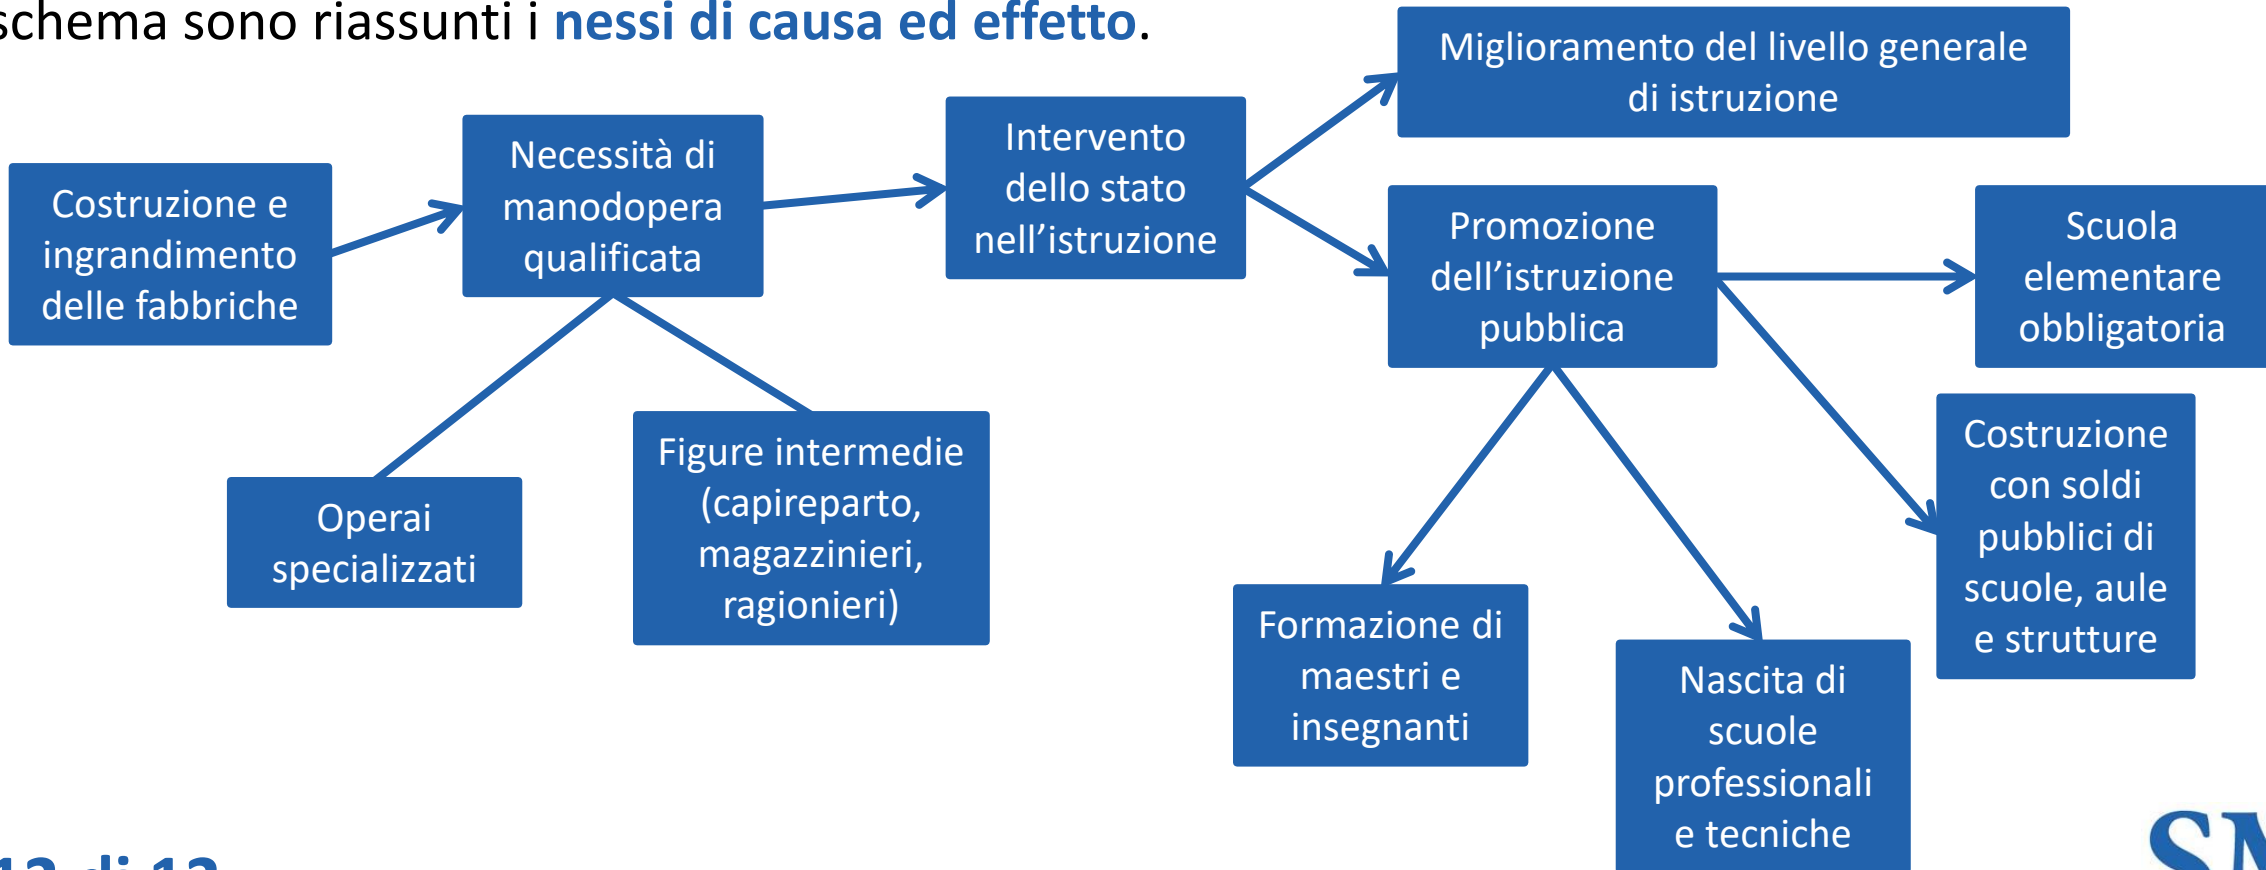 schema sono riassunti i nessi di causa ed effetto.
Miglioramento del livello generale
di istruzione
Costruzione e
ingrandimento
delle fabbriche
Necessità di
manodopera
qualificata
Intervento
dello stato
nell’istruzione
Promozione
dell’istruzione
pubblica
Scuola
elementare
obbligatoria
Operai
specializzati
Figure intermedie
(capireparto,
magazzinieri,
ragionieri)
Costruzione
con soldi
pubblici di
scuole, aule
e strutture
Formazione di
maestri e
insegnanti
Nascita di
scuole
professionali
e tecniche